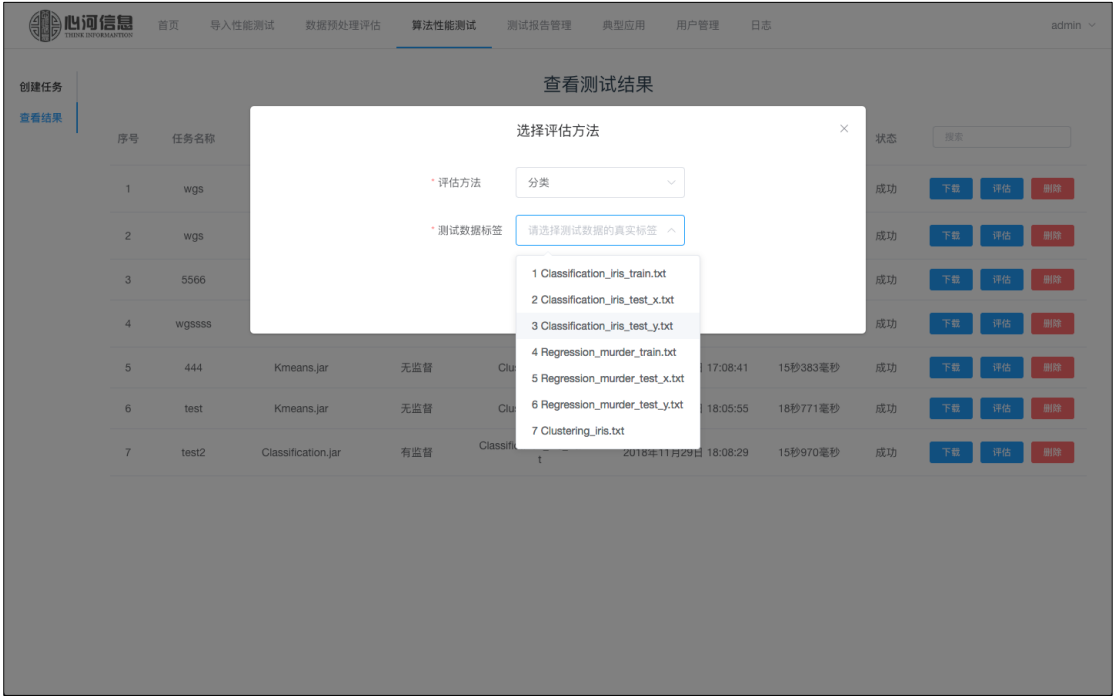 心河信息
THINK INFORMANTION
首页 导入性能测试 数据预处理评估 算法性能测试 测试报告管理 典型应用 用户管理 日志 admin
创建任务
查看结果
查看测试结果
选择评估方法
* 评估方法 分类
* 测试数据标签 请选择测试数据的真实标签
1 Classification_iris_train.txt
2 Classification_iris_test_x.txt
3 Classification_iris_test_y.txt
4 Regression_murder_train.txt
5 Regression_murder_test_x.txt
6 Regression_murder_test_y.txt
7 Clustering_iris.txt
序号 任务名称 状态 搜索
1 wgs 成功 下载 评估 删除
2 wgs 成功 下载 评估 删除
3 5566 成功 下载 评估 删除
4 wgssss 成功 下载 评估 删除
5 444 Kmeans.jar 无监督 Clu 17:08:41 15秒383毫秒 成功 下载 评估 删除
6 test Kmeans.jar 无监督 Clu 18:05:55 18秒771毫秒 成功 下载 评估 删除
7 test2 Classification.jar 有监督 Classific t 2018年11月29日 18:08:29 15秒970毫秒 成功 下载 评估 删除